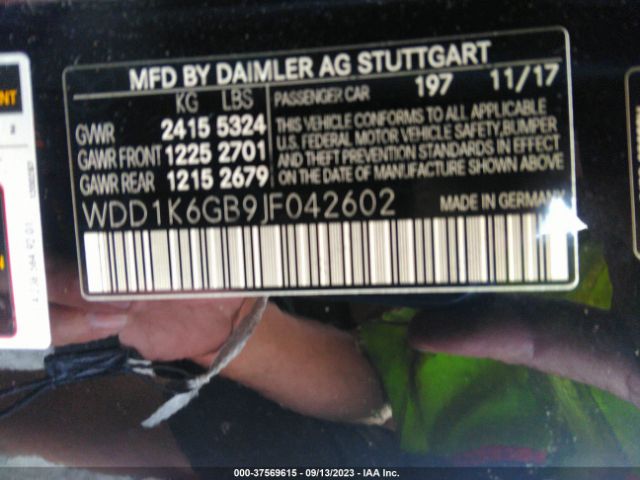 MFD BY DAIMLER AG STUTTGART
KG LBS
PASSENGER CAR 197 11/17
GVWR 2415 5324
GAWR FRONT 1225 2701
GAWR REAR 1215 2679
THIS VEHICLE CONFORMS TO ALL APPLICABLE
U.S. FEDERAL MOTOR VEHICLE SAFETY, BUMPER
AND THEFT PREVENTION STANDARDS IN EFFECT
ON THE DATE OF MANUFACTURE SHOWN ABOVE
WDD1K6GB9JF042602 MADE IN GERMANY
000-37569615 - 09/13/2023 - IAA Inc.